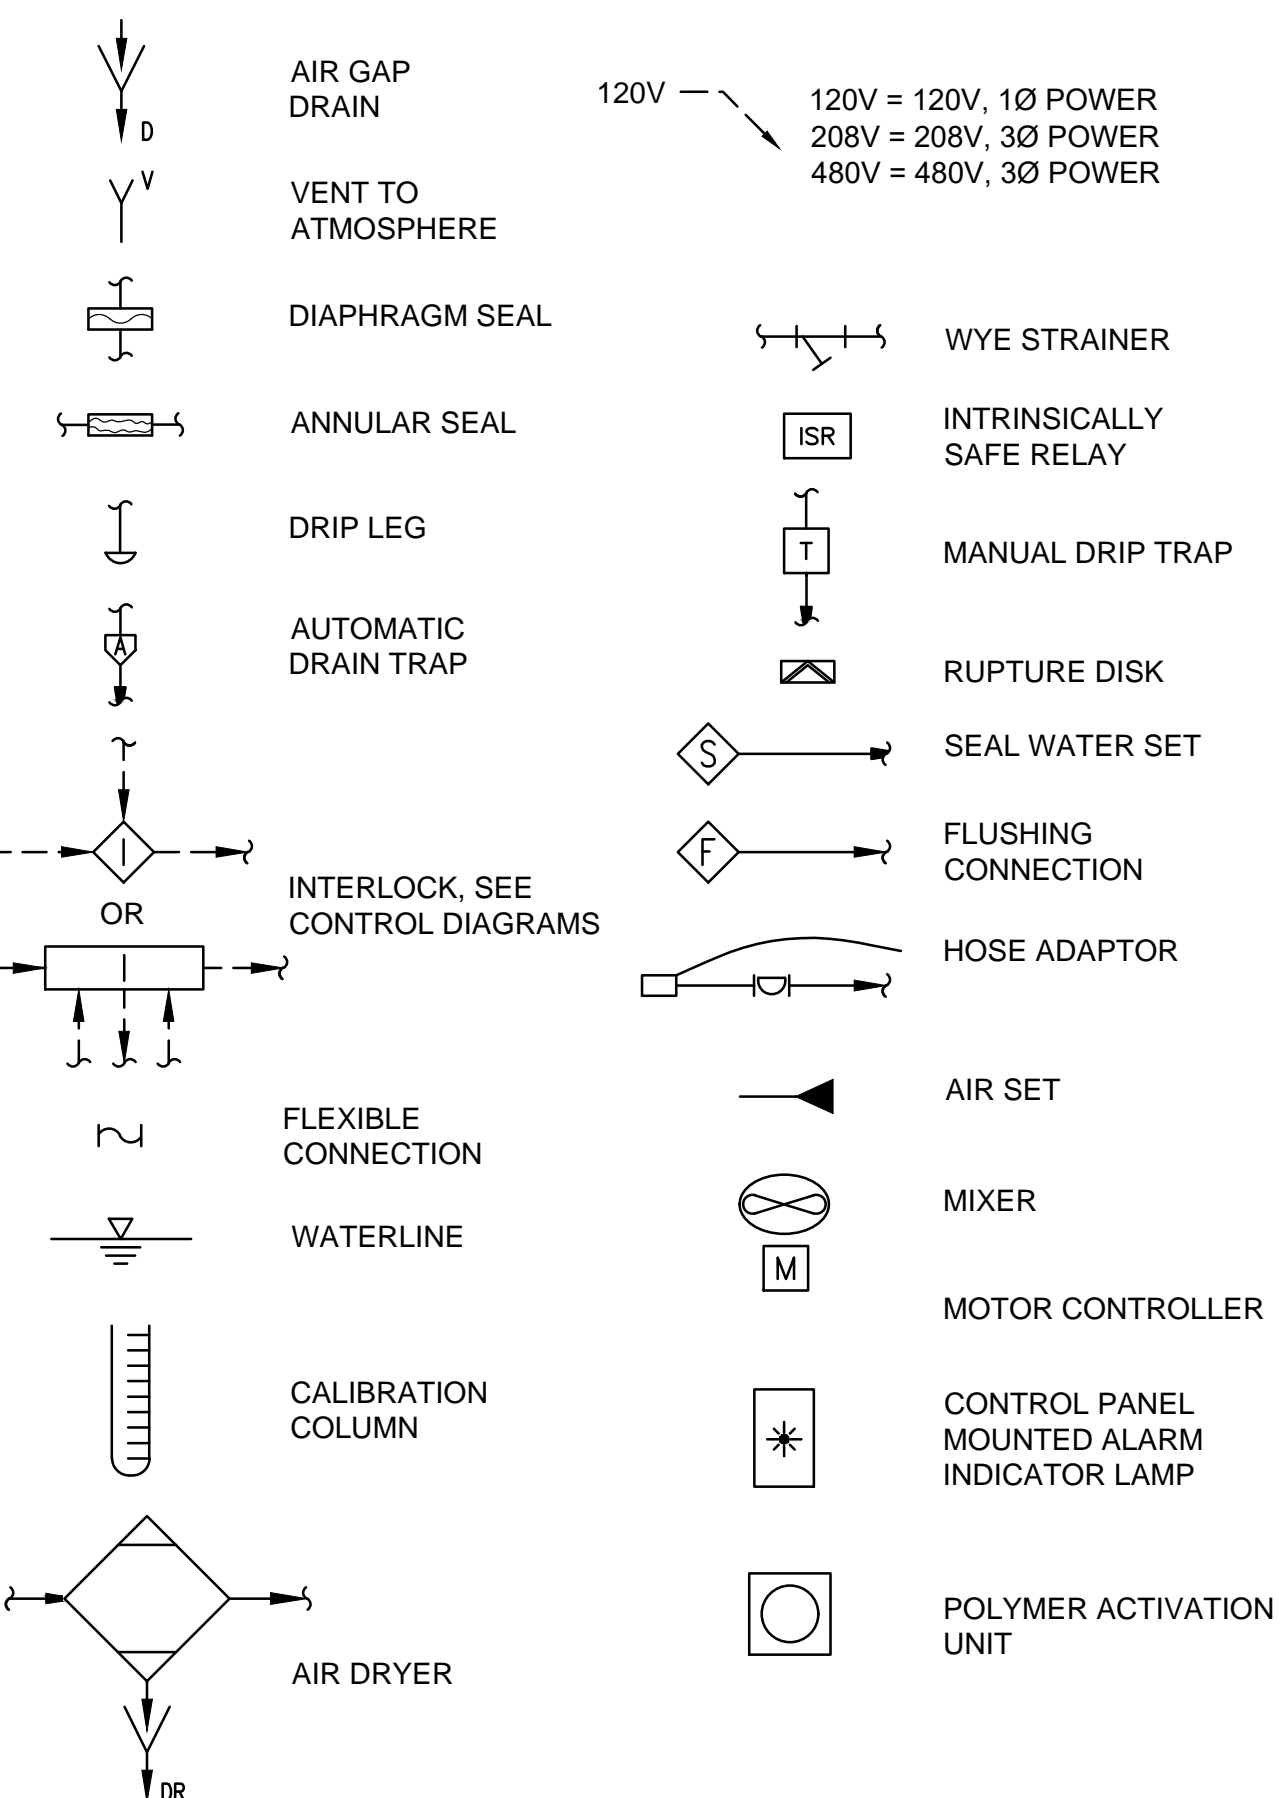 AIR GAP
DRAIN
D
V
VENT TO
ATMOSPHERE
DIAPHRAGM SEAL
ANNULAR SEAL
DRIP LEG
A
AUTOMATIC
DRAIN TRAP
I
OR
I
INTERLOCK, SEE
CONTROL DIAGRAMS
FLEXIBLE
CONNECTION
WATERLINE
CALIBRATION
COLUMN
AIR DRYER
DR
120V
120V = 120V, 1Ø POWER
208V = 208V, 3Ø POWER
480V = 480V, 3Ø POWER
WYE STRAINER
ISR
INTRINSICALLY
SAFE RELAY
T
MANUAL DRIP TRAP
RUPTURE DISK
S
SEAL WATER SET
F
FLUSHING
CONNECTION
HOSE ADAPTOR
AIR SET
MIXER
M
MOTOR CONTROLLER
CONTROL PANEL
MOUNTED ALARM
INDICATOR LAMP
POLYMER ACTIVATION
UNIT